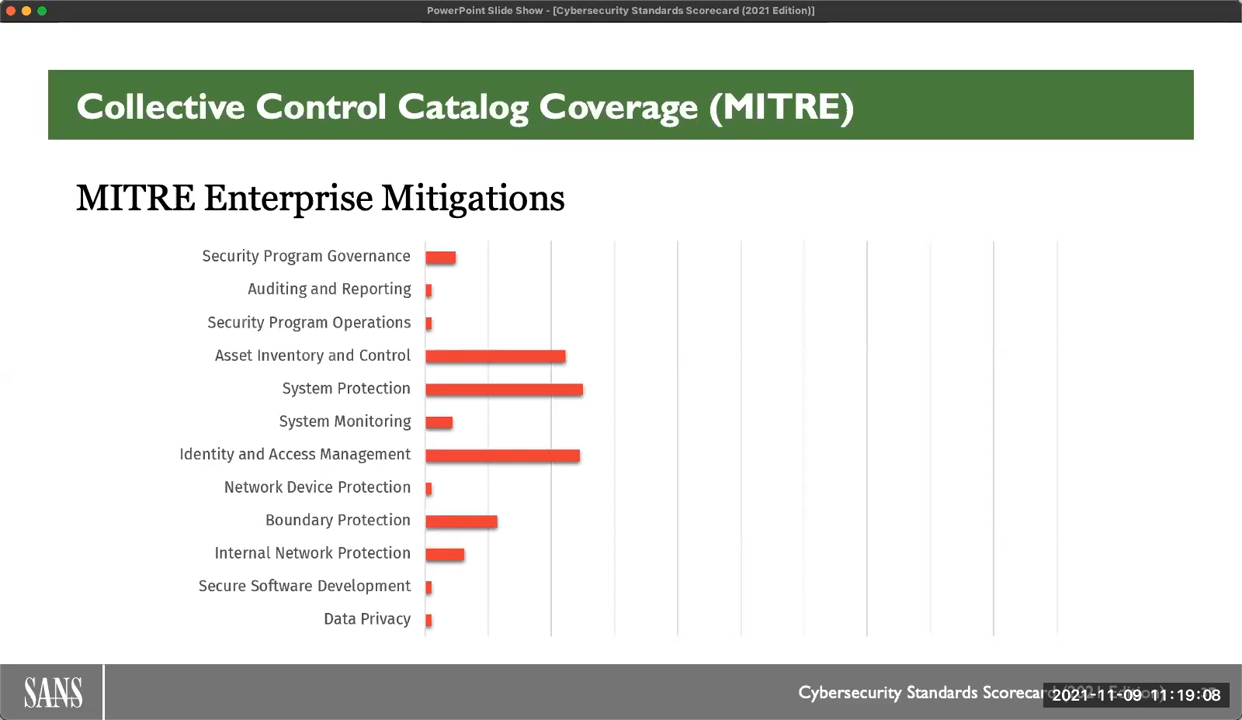 PowerPoint Slide Show - [Cybersecurity Standards Scorecard (2021 Edition)]
Collective Control Catalog Coverage (MITRE)
MITRE Enterprise Mitigations
Security Program Governance
Auditing and Reporting
Security Program Operations
Asset Inventory and Control
System Protection
System Monitoring
Identity and Access Management
Network Device Protection
Boundary Protection
Internal Network Protection
Secure Software Development
Data Privacy
SANS
Cybersecurity Standards Scorecard (2021 Edition)
2021-11-09 11:19:08